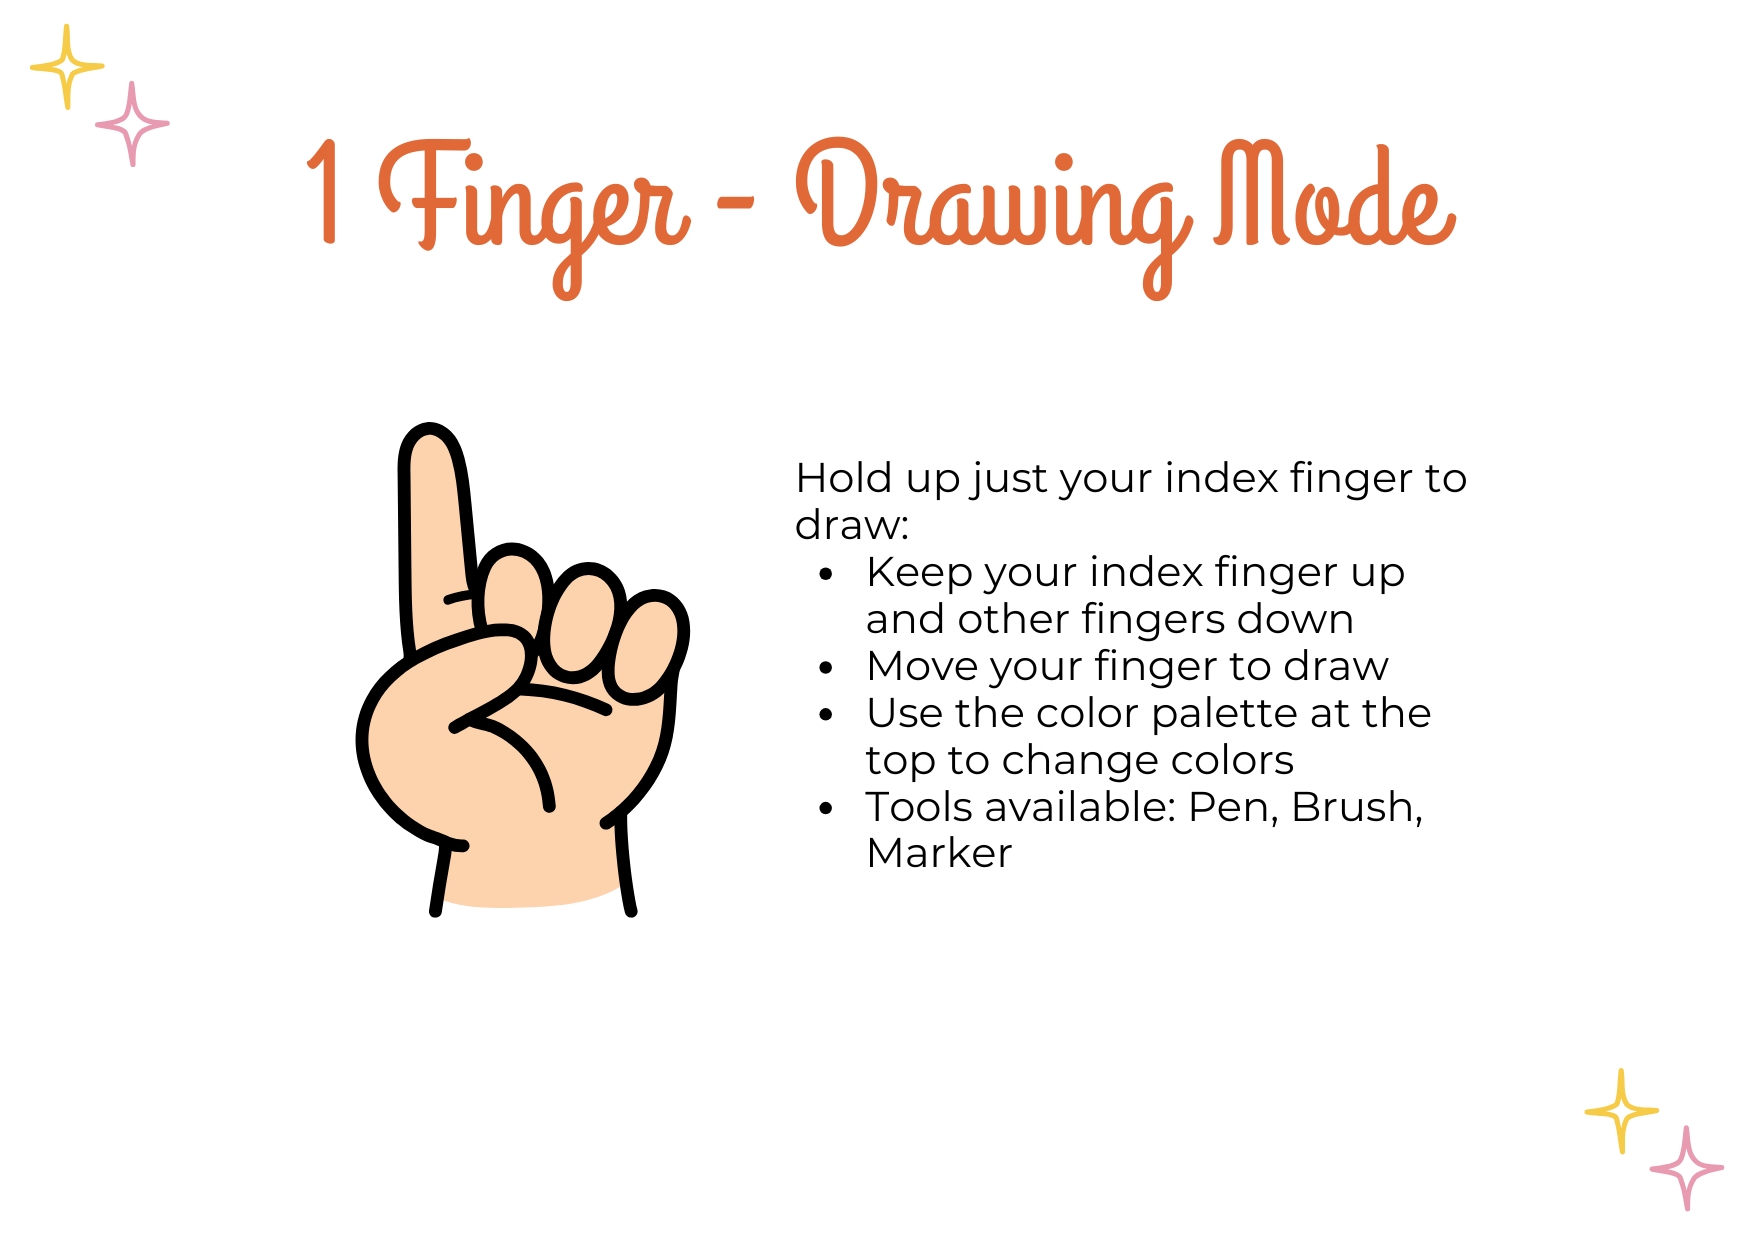 1 Finger - Drawing Mode
Hold up just your index finger to
draw:
• Keep your index finger up
and other fingers down
• Move your finger to draw
• Use the color palette at the
top to change colors
• Tools available: Pen, Brush,
Marker